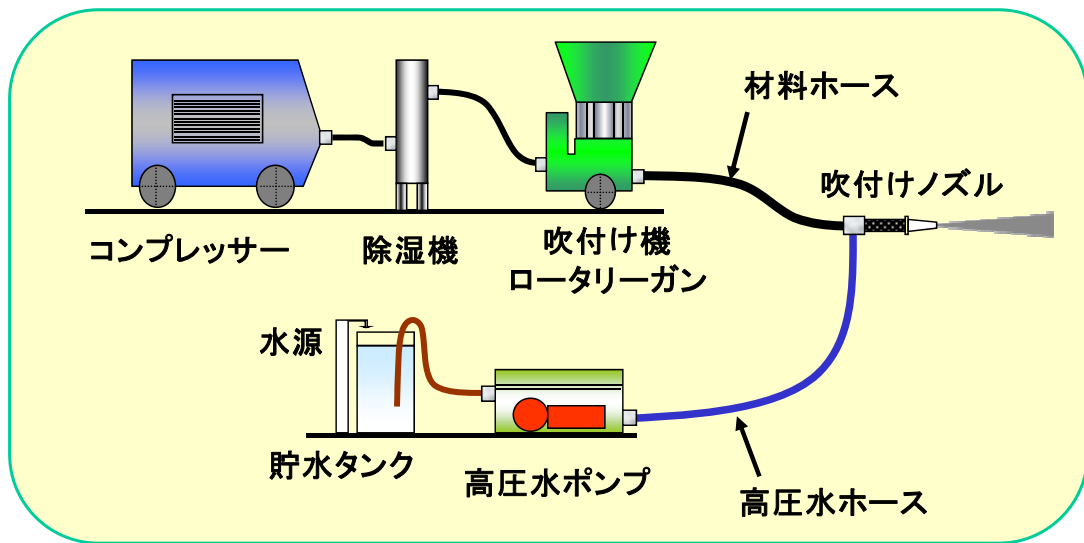 材料ホース
吹付けノズル
コンプレッサー
除湿機
吹付け機
ロータリーガン
水源
貯水タンク
高圧水ポンプ
高圧水ホース